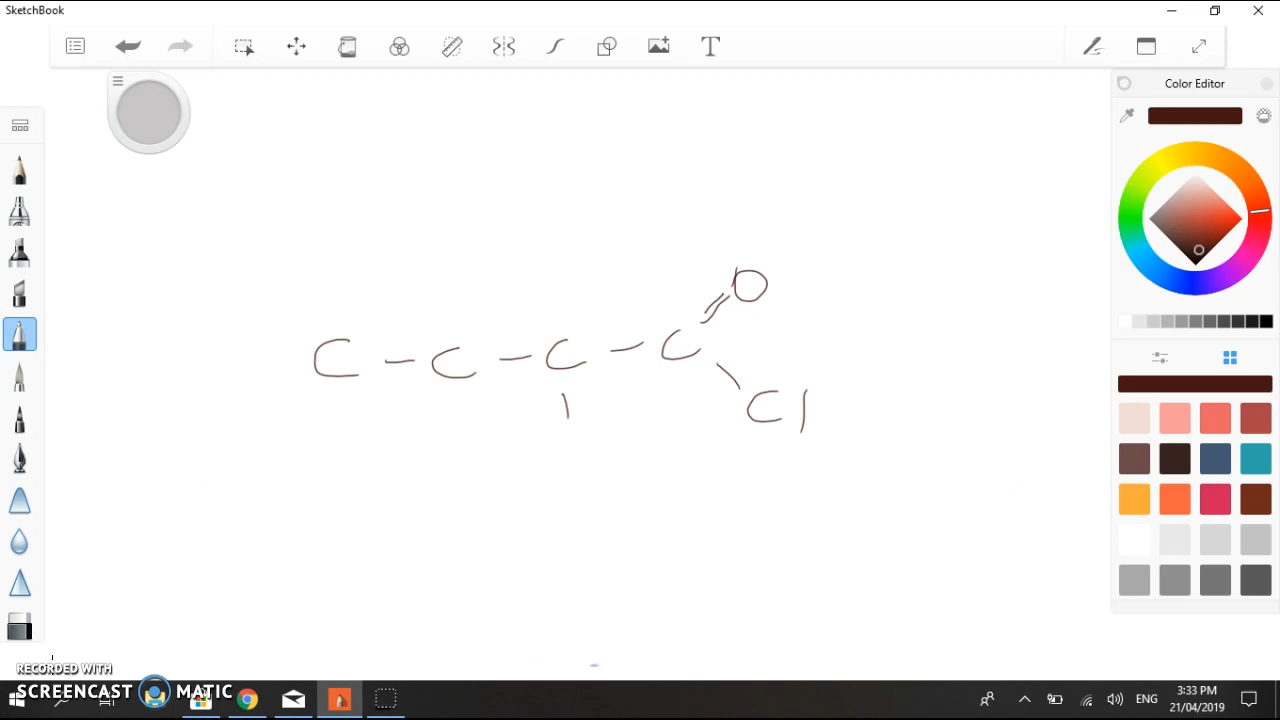 SketchBook
T
Color Editor
O
C - C - C - C
Cl
RECORDED WITH
SCREENCAST MATIC
ENG
3:33 PM
21/04/2019